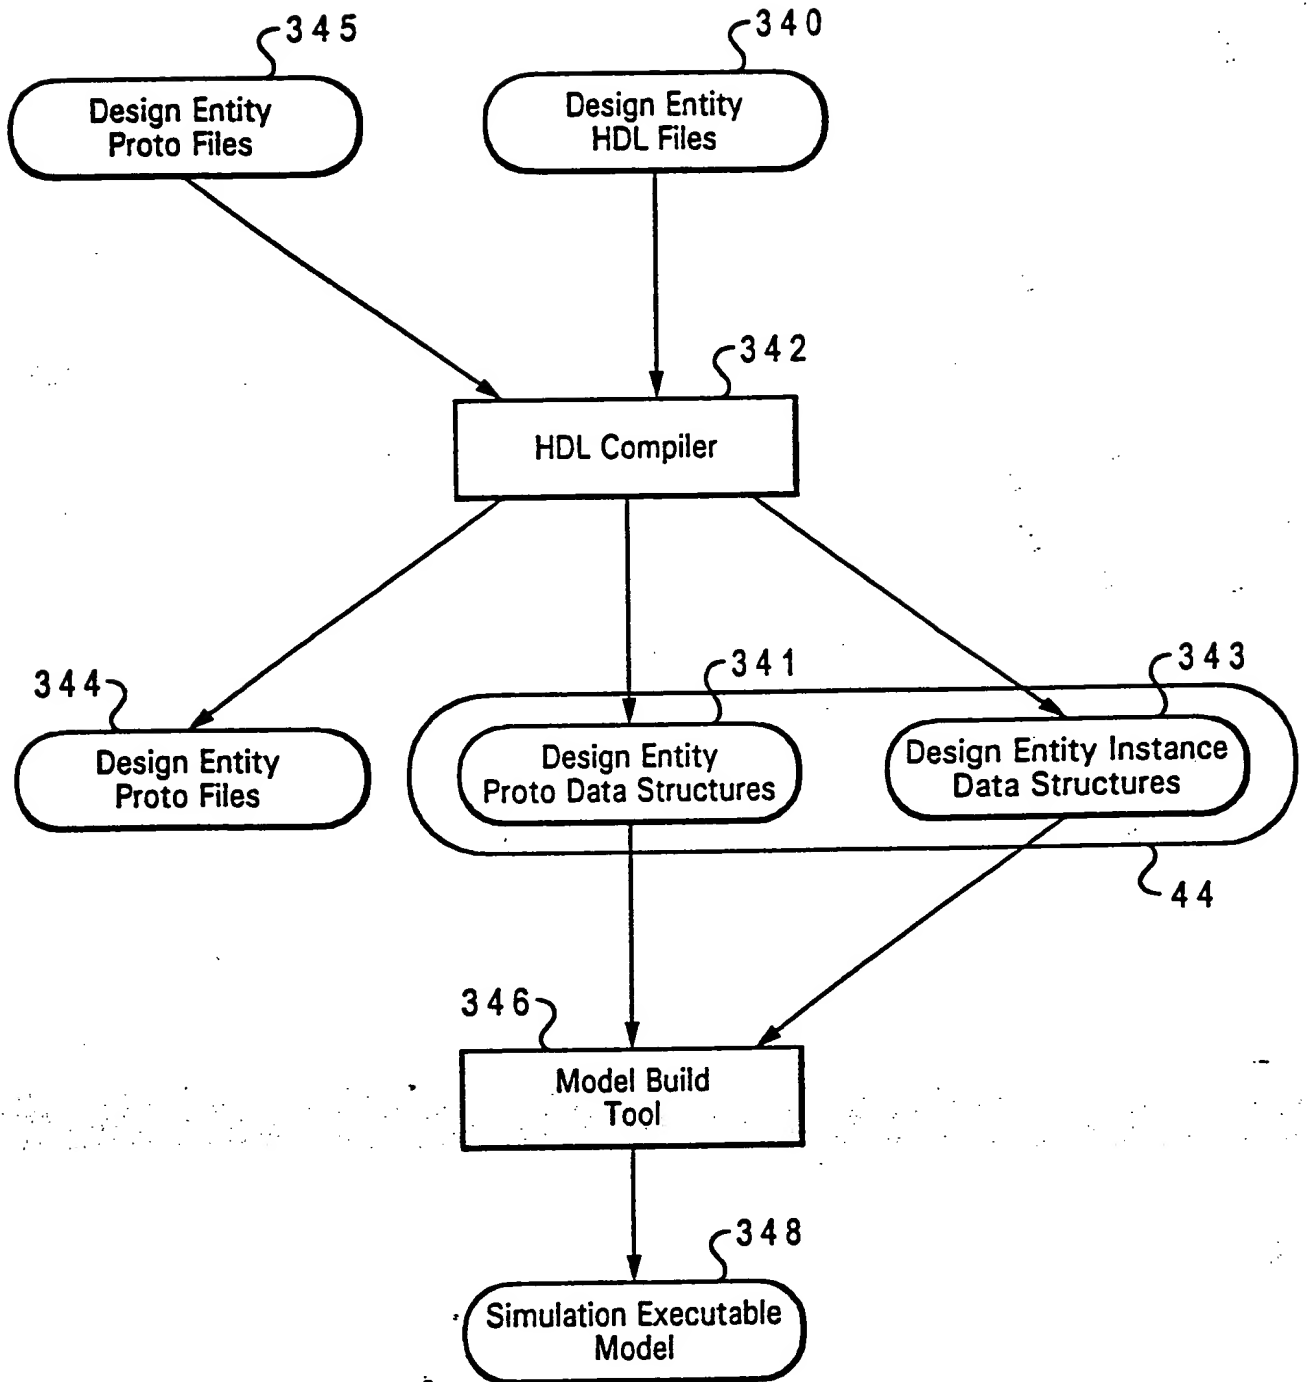 345
340
Design Entity
Proto Files
Design Entity
HDL Files
342
HDL Compiler
344
341
343
Design Entity
Proto Files
Design Entity
Proto Data Structures
Design Entity Instance
Data Structures
44
346
Model Build
Tool
348
Simulation Executable
Model